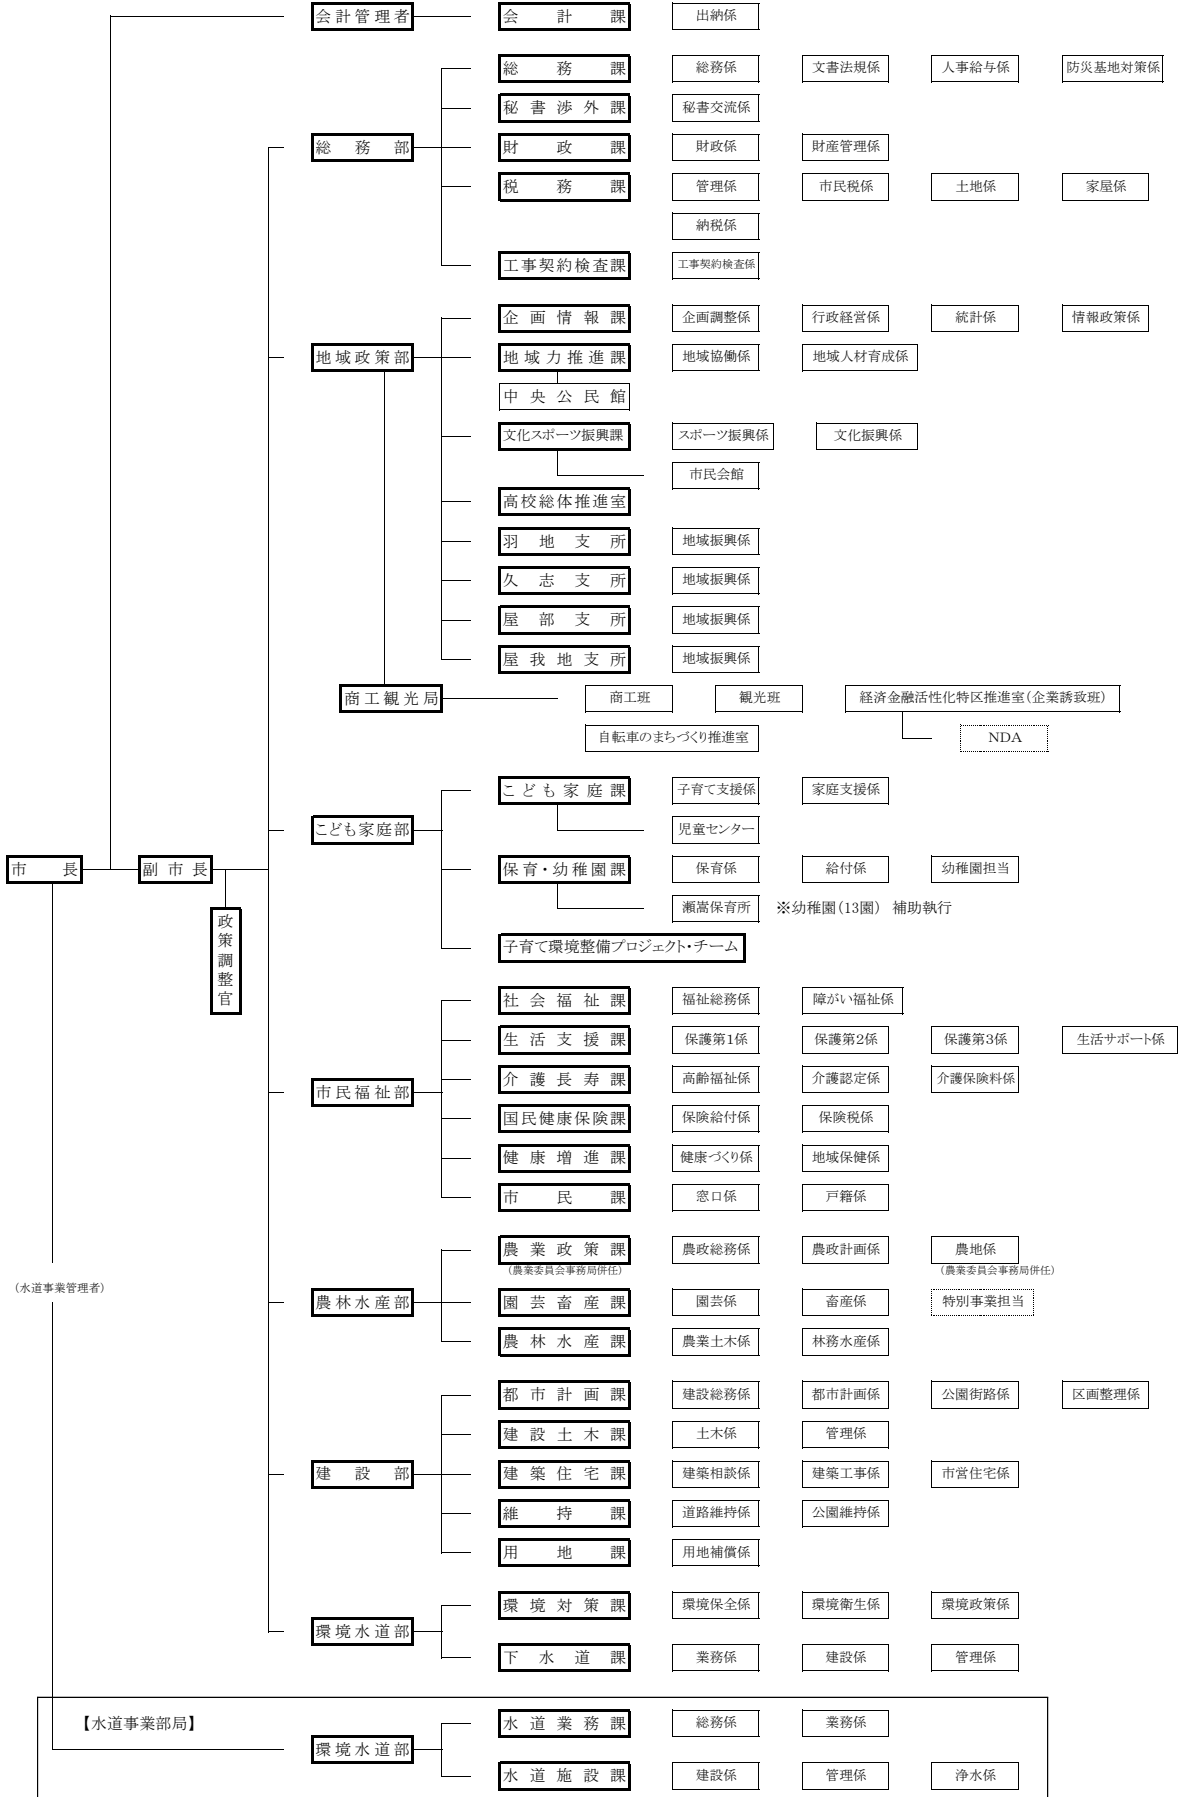 会計管理者 会計課 出納係
総務課 総務係 文書法規係 人事給与係 防災基地対策係
秘書渉外課 秘書交流係
総務部 財政課 財政係 財産管理係
税務課 管理係 市民税係 土地係 家屋係
納税係
工事契約検査課 工事契約検査係
企画情報課 企画調整係 行政経営係 統計係 情報政策係
地域政策部 地域力推進課 地域協働係 地域人材育成係
中央公民館
文化スポーツ振興課 スポーツ振興係 文化振興係
市民会館
高校総体推進室
羽地支所 地域振興係
久志支所 地域振興係
屋部支所 地域振興係
屋我地支所 地域振興係
商工観光局 商工班 観光班 経済金融活性化特区推進室(企業誘致班)
自転車のまちづくり推進室 NDA
こども家庭課 子育て支援係 家庭支援係
こども家庭部 児童センター
市長 副市長 保育・幼稚園課 保育係 給付係 幼稚園担当
瀬嵩保育所 ※幼稚園(13園) 補助執行
政策調整官
子育て環境整備プロジェクト・チーム
社会福祉課 福祉総務係 障がい福祉係
生活支援課 保護第1係 保護第2係 保護第3係 生活サポート係
介護長寿課 高齢福祉係 介護認定係 介護保険料係
市民福祉部
国民健康保険課 保険給付係 保険税係
健康増進課 健康づくり係 地域保健係
市民課 窓口係 戸籍係
農業政策課 農政総務係 農政計画係 農地係
(農業委員会事務局併任) (農業委員会事務局併任)
(水道事業管理者)
農林水産部 園芸畜産課 園芸係 畜産係 特別事業担当
農林水産課 農業土木係 林務水産係
都市計画課 建設総務係 都市計画係 公園街路係 区画整理係
建設土木課 土木係 管理係
建設部 建築住宅課 建築相談係 建築工事係 市営住宅係
維持課 道路維持係 公園維持係
用地課 用地補償係
環境対策課 環境保全係 環境衛生係 環境政策係
環境水道部
下水道課 業務係 建設係 管理係
【水道事業部局】 水道業務課 総務係 業務係
環境水道部
水道施設課 建設係 管理係 浄水係